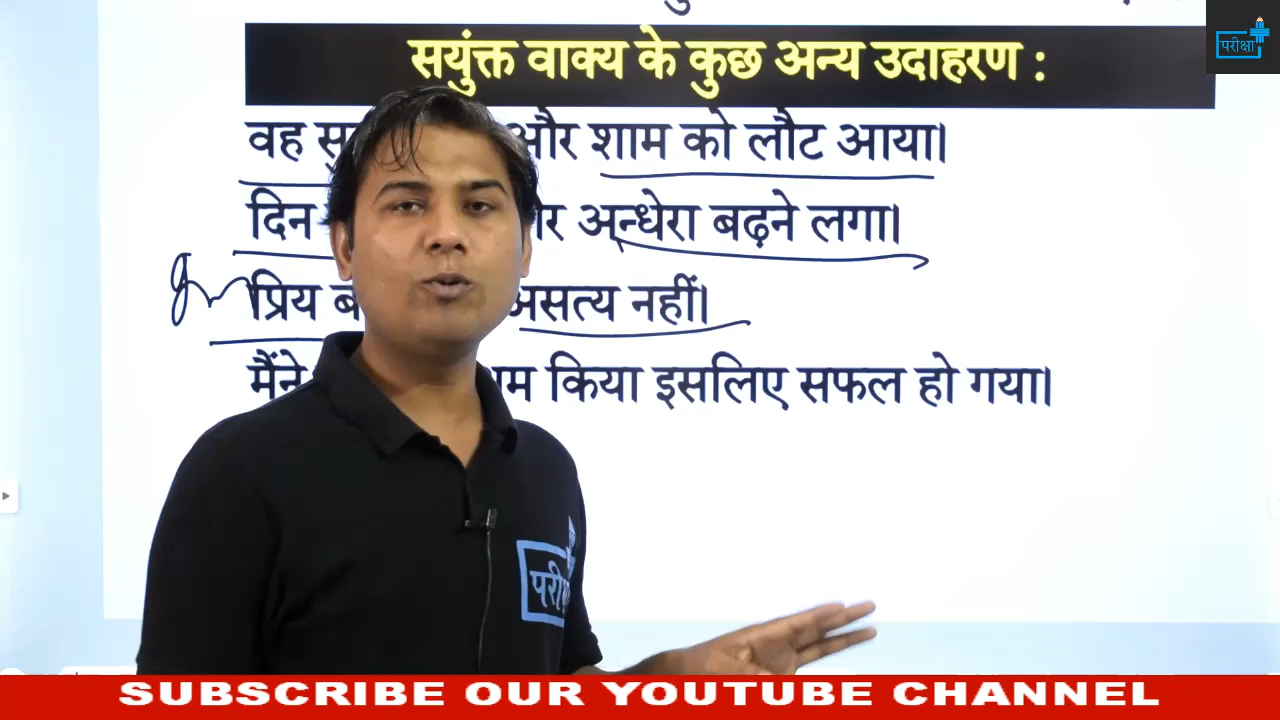 सयुंक्त वाक्य के कुछ अन्य उदाहरण :
परीक्षा
वह और शाम को लौट आया।
दिन अन्धेरा बढ़ने लगा।
प्रिय असत्य नहीं।
मैंने किया इसलिए सफल हो गया।
SUBSCRIBE OUR YOUTUBE CHANNEL